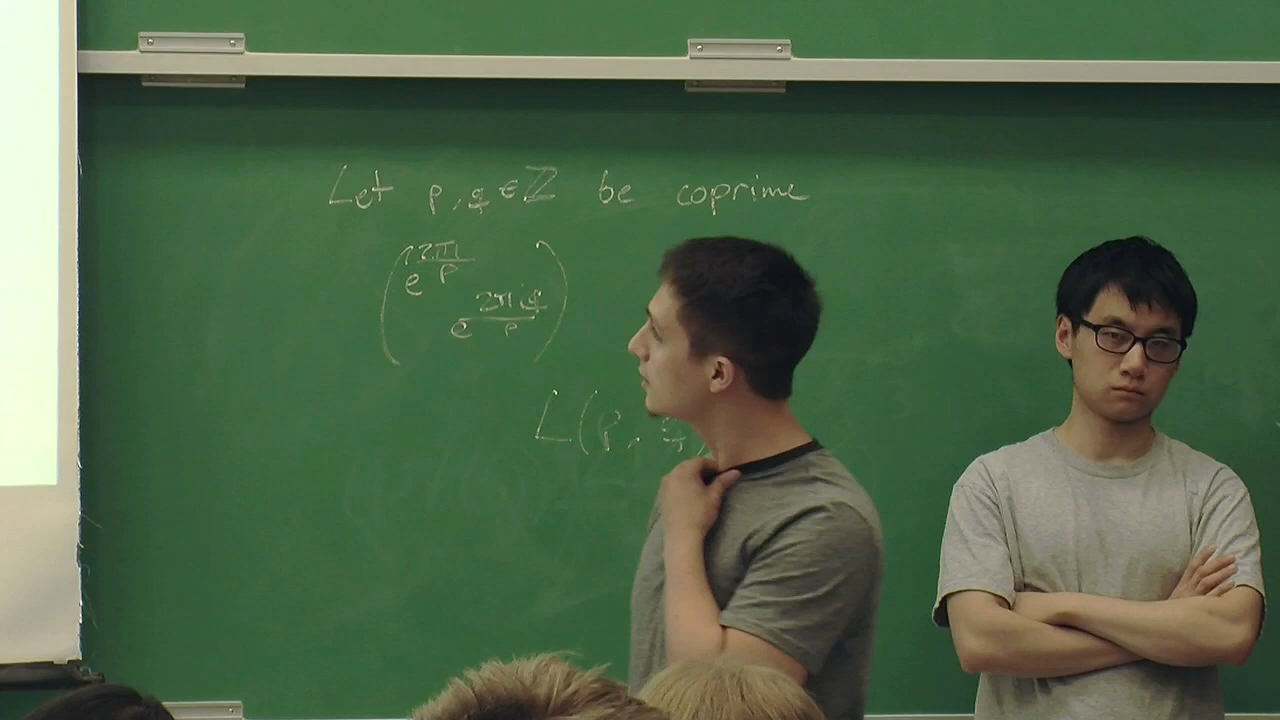 Let p, q ∈ ℤ be coprime
( e^{2πi/p}
e^{2πiq/p} )
L(p, q